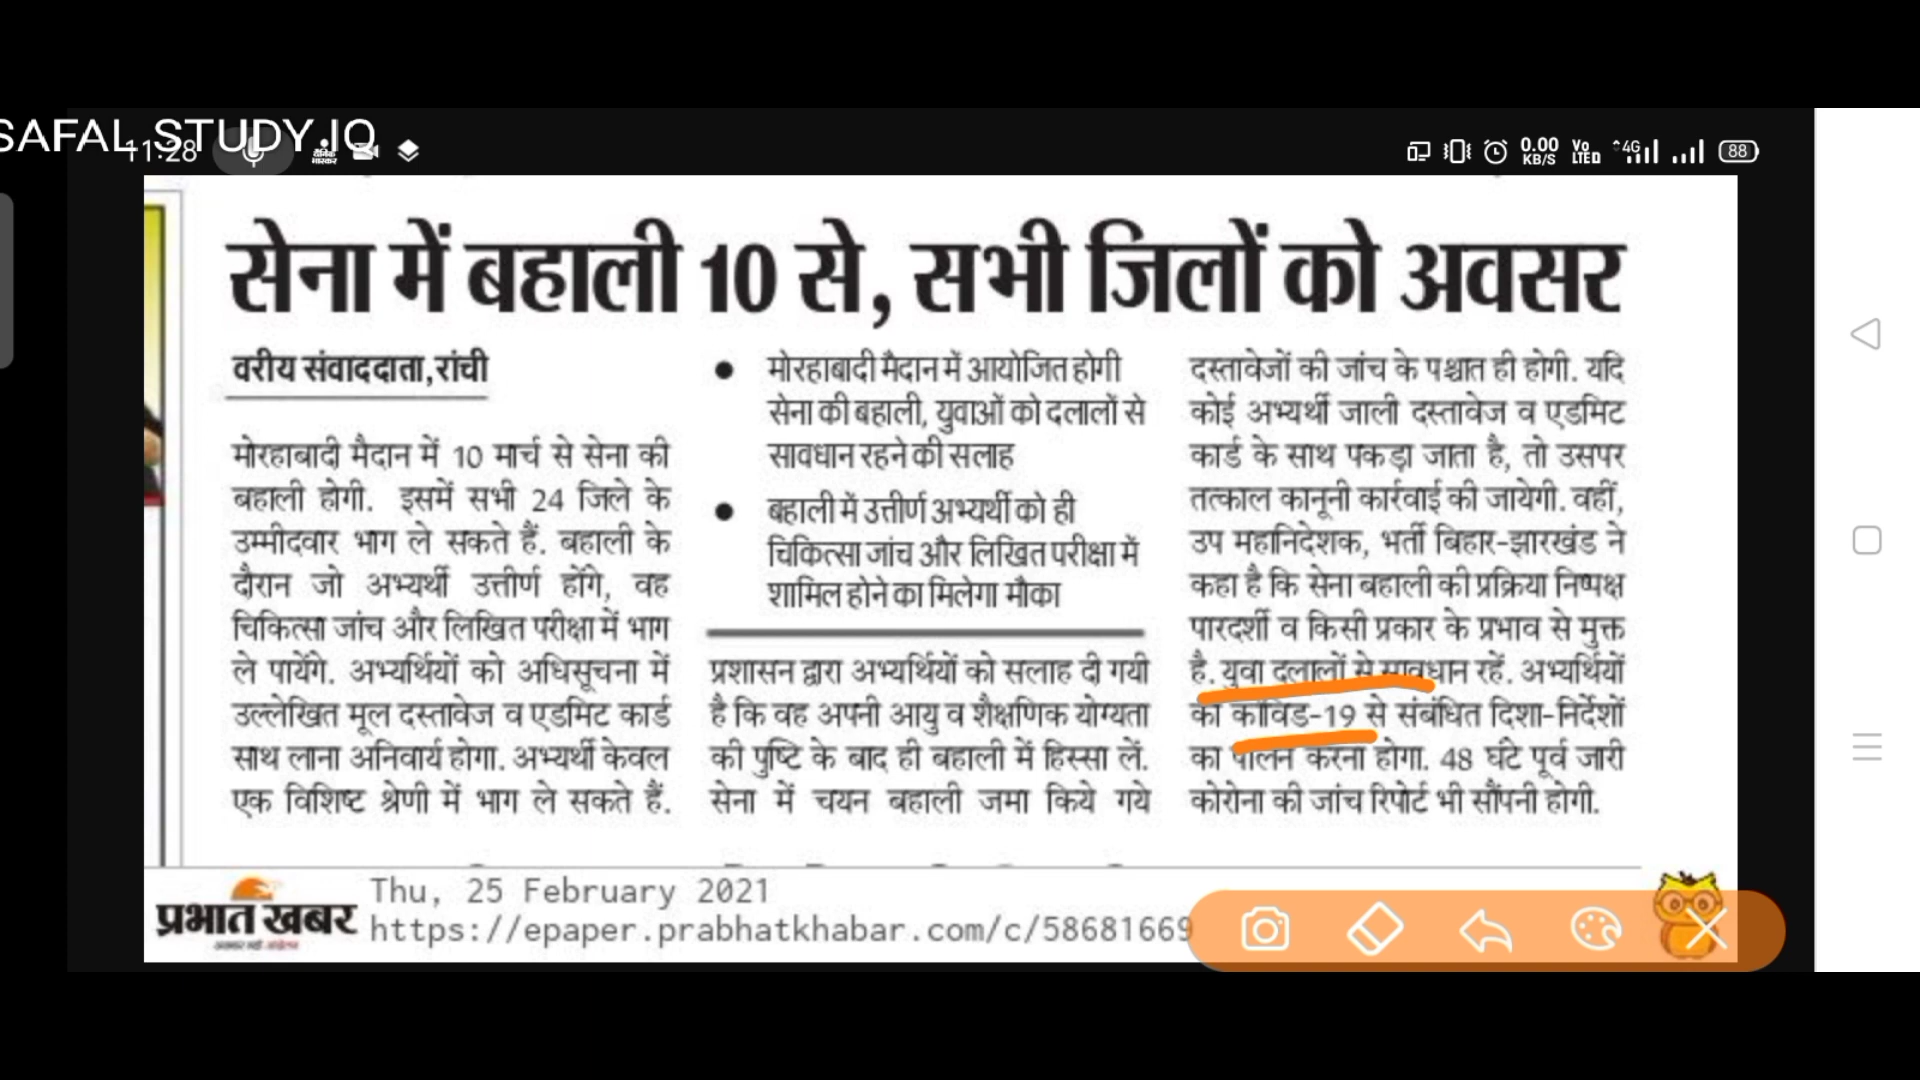 SAFAL STUDY.IQ
11:28
0.00 KB/S
Vo LTED
4G
88
सेना में बहाली 10 से, सभी जिलों को अवसर
वरीय संवाददाता,रांची
मोरहाबादी मैदान में 10 मार्च से सेना की
बहाली होगी. इसमें सभी 24 जिले के
उम्मीदवार भाग ले सकते हैं. बहाली के
दौरान जो अभ्यर्थी उत्तीर्ण होंगे, वह
चिकित्सा जांच और लिखित परीक्षा में भाग
ले पायेंगे. अभ्यर्थियों को अधिसूचना में
उल्लेखित मूल दस्तावेज व एडमिट कार्ड
साथ लाना अनिवार्य होगा. अभ्यर्थी केवल
एक विशिष्ट श्रेणी में भाग ले सकते हैं.
● मोरहाबादी मैदान में आयोजित होगी
सेना की बहाली, युवाओं को दलालों से
सावधान रहने की सलाह
● बहाली में उत्तीर्ण अभ्यर्थी को ही
चिकित्सा जांच और लिखित परीक्षा में
शामिल होने का मिलेगा मौका
प्रशासन द्वारा अभ्यर्थियों को सलाह दी गयी
है कि वह अपनी आयु व शैक्षणिक योग्यता
की पुष्टि के बाद ही बहाली में हिस्सा लें.
सेना में चयन बहाली जमा किये गये
दस्तावेजों की जांच के पश्चात ही होगी. यदि
कोई अभ्यर्थी जाली दस्तावेज व एडमिट
कार्ड के साथ पकड़ा जाता है, तो उसपर
तत्काल कानूनी कार्रवाई की जायेगी. वहीं,
उप महानिदेशक, भर्ती बिहार-झारखंड ने
कहा है कि सेना बहाली की प्रक्रिया निष्पक्ष
पारदर्शी व किसी प्रकार के प्रभाव से मुक्त
है. युवा दलालों से सावधान रहें. अभ्यर्थियों
को कोविड-19 से संबंधित दिशा-निर्देशों
का पालन करना होगा. 48 घंटे पूर्व जारी
कोरोना की जांच रिपोर्ट भी सौंपनी होगी.
प्रभात खबर
Thu, 25 February 2021
https://epaper.prabhatkhabar.com/c/58681669